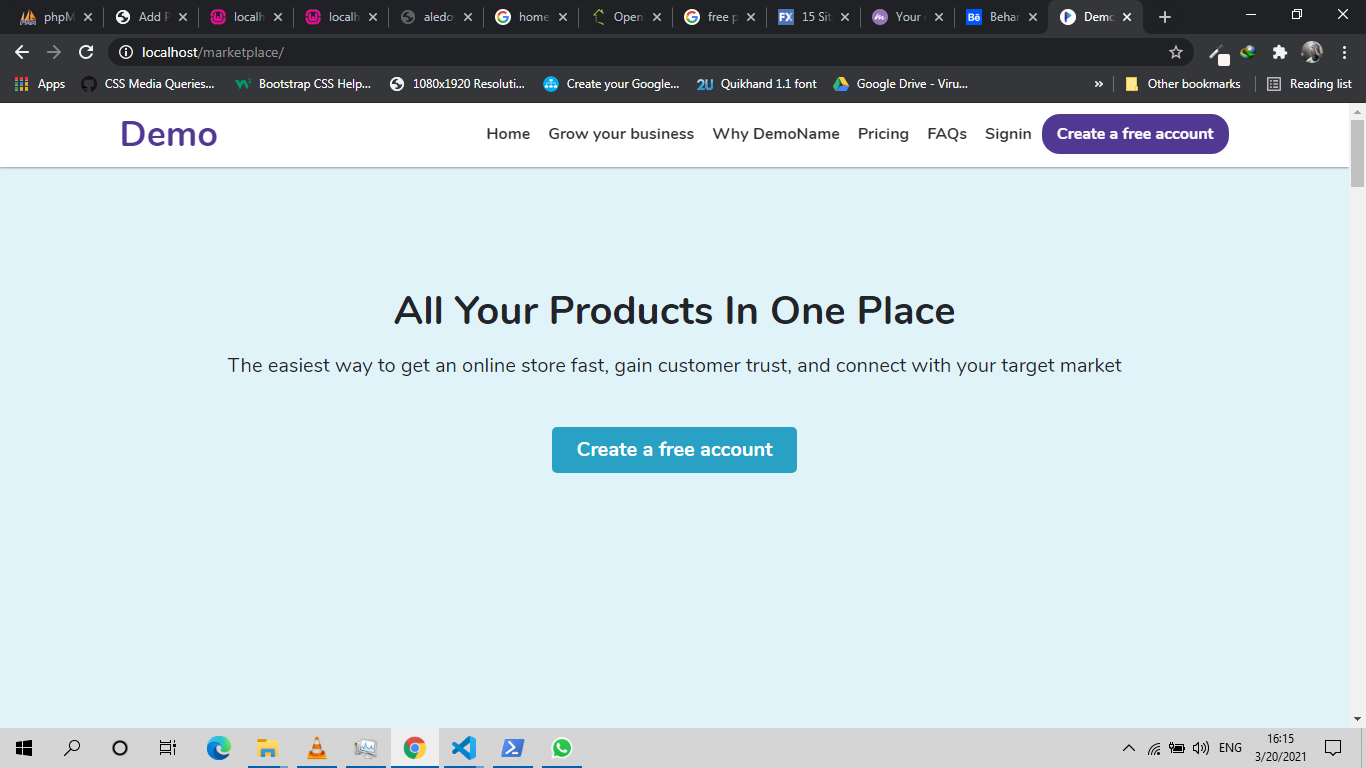 phpM
Add P
localh
localh
aledo
home
Open
free p
15 Sit
Your
Behan
Demo
localhost/marketplace/
Apps
CSS Media Queries...
Bootstrap CSS Help...
1080x1920 Resoluti...
Create your Google...
Quikhand 1.1 font
Google Drive - Viru...
»
Other bookmarks
Reading list
Demo
Home
Grow your business
Why DemoName
Pricing
FAQs
Signin
Create a free account
All Your Products In One Place
The easiest way to get an online store fast, gain customer trust, and connect with your target market
Create a free account
ENG
16:15
3/20/2021